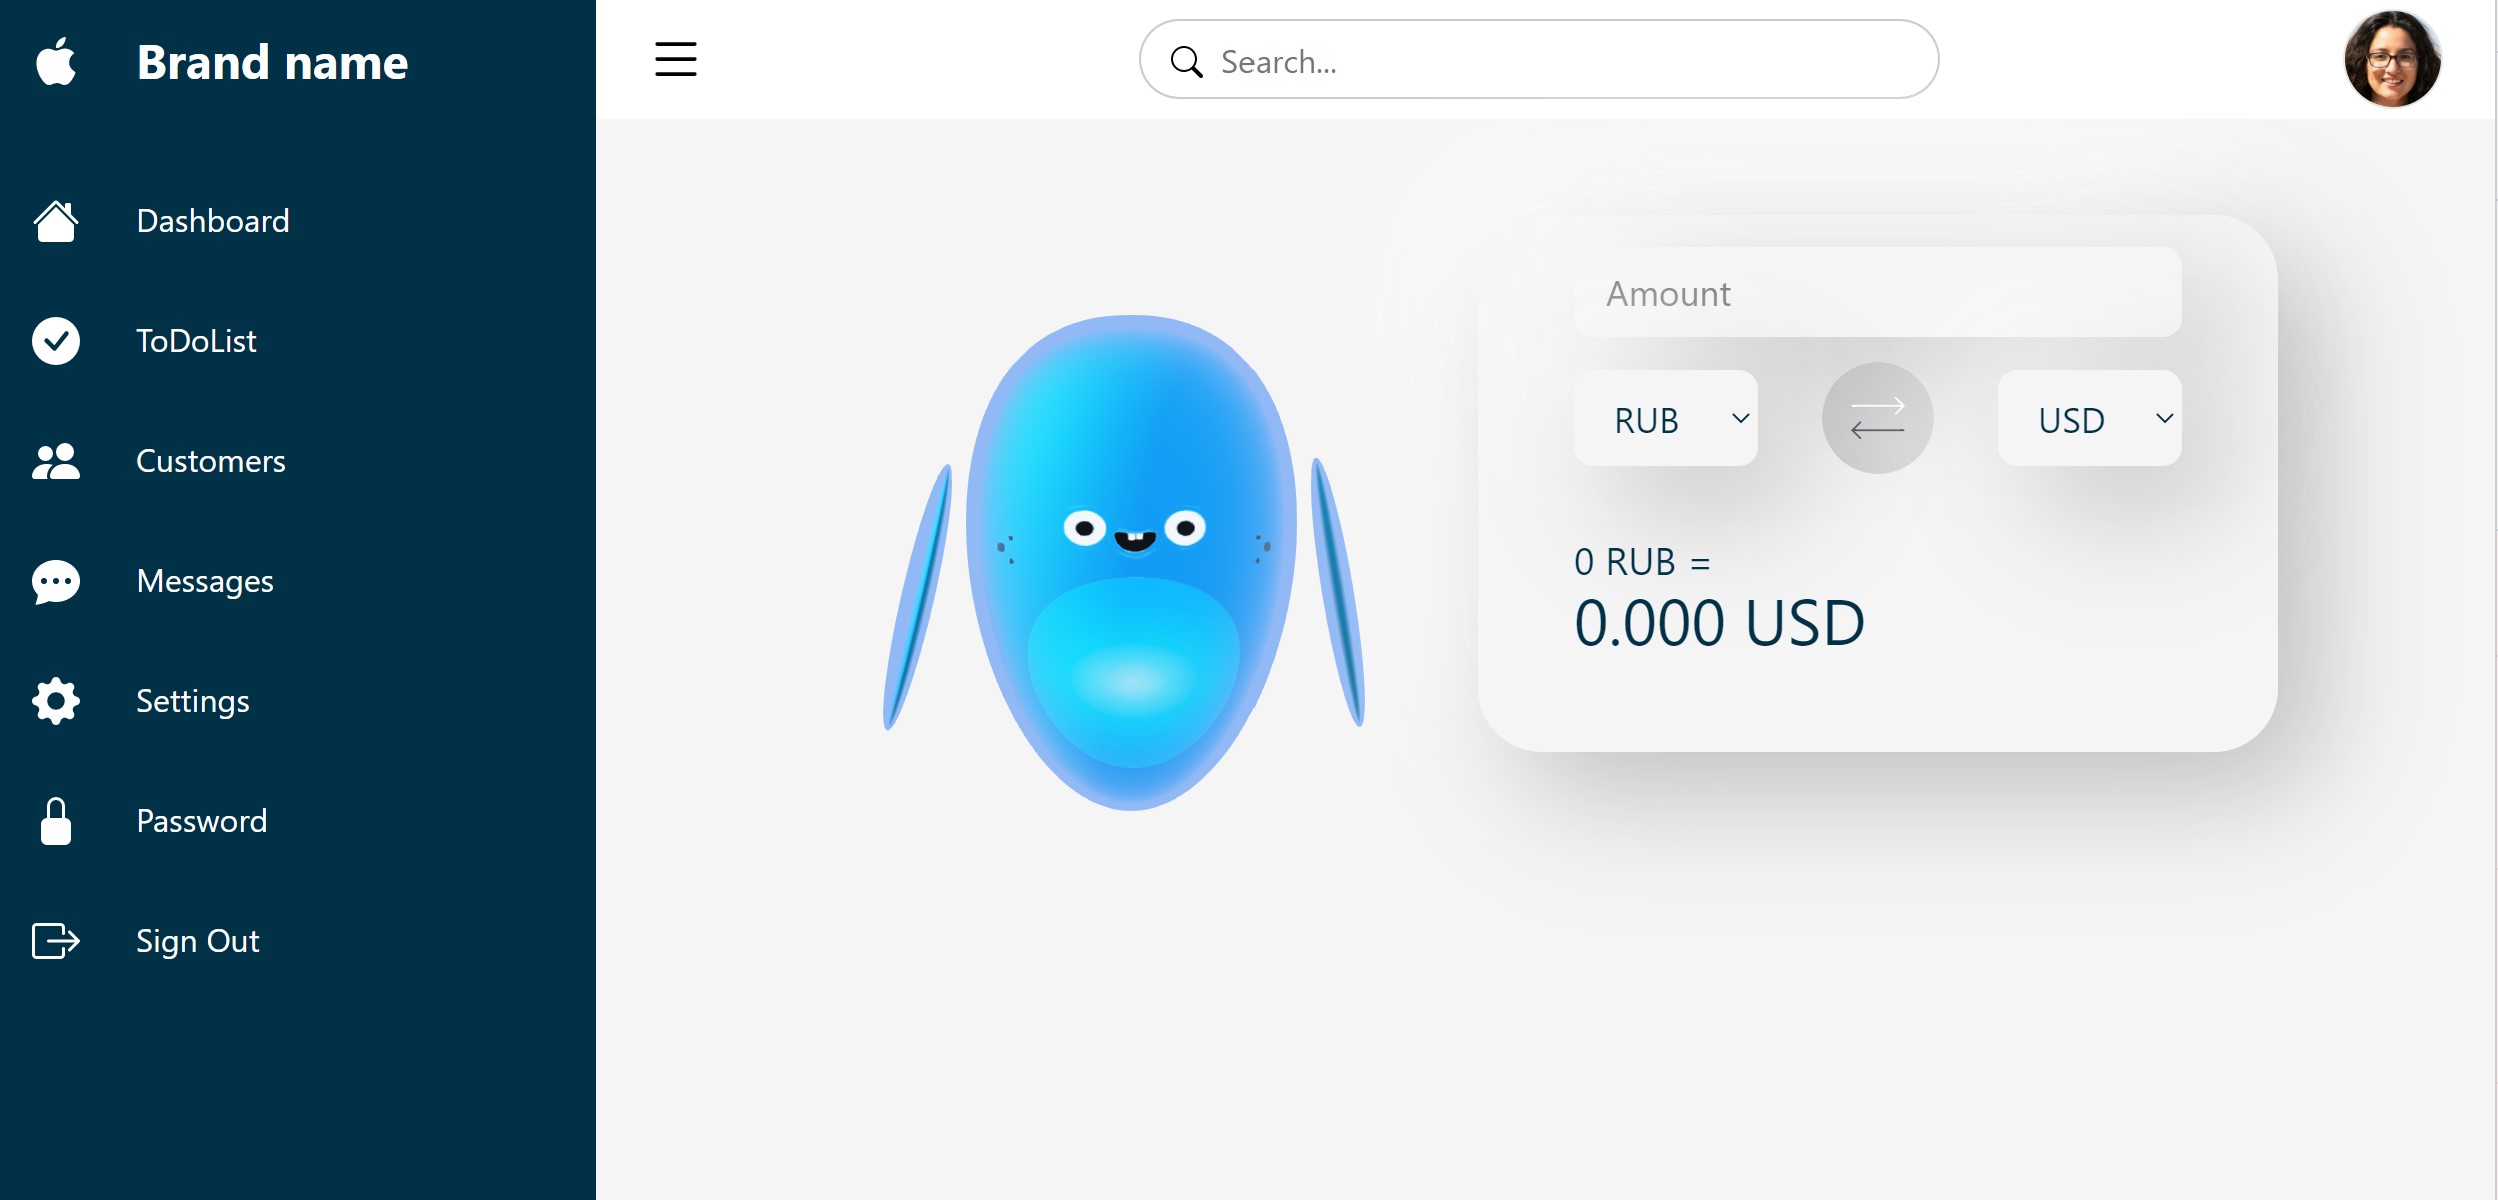 Brand name
Search...
Dashboard
ToDoList
Customers
Messages
Settings
Password
Sign Out
Amount
RUB
USD
0 RUB =
0.000 USD